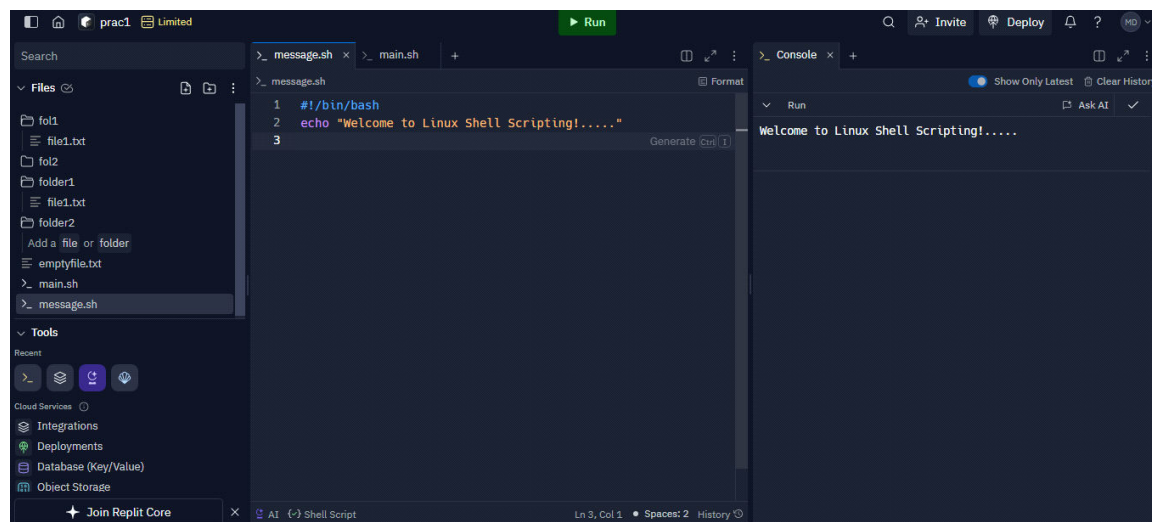 prac1 Limited Run Invite Deploy ? MD
Search
Files
fol1
file1.txt
fol2
folder1
file1.txt
folder2
Add a file or folder
emptyfile.txt
>_ main.sh
>_ message.sh
Tools
Recent
>_
Cloud Services
Integrations
Deployments
Database (Key/Value)
Object Storage
Join Replit Core ×
>_ message.sh × >_ main.sh +
>_ message.sh Format
1 #!/bin/bash
2 echo "Welcome to Linux Shell Scripting!....."
3 Generate Ctrl I
AI Shell Script Ln 3, Col 1 • Spaces: 2 History
>_ Console × +
Show Only Latest Clear Histor
Run Ask AI
Welcome to Linux Shell Scripting!.....